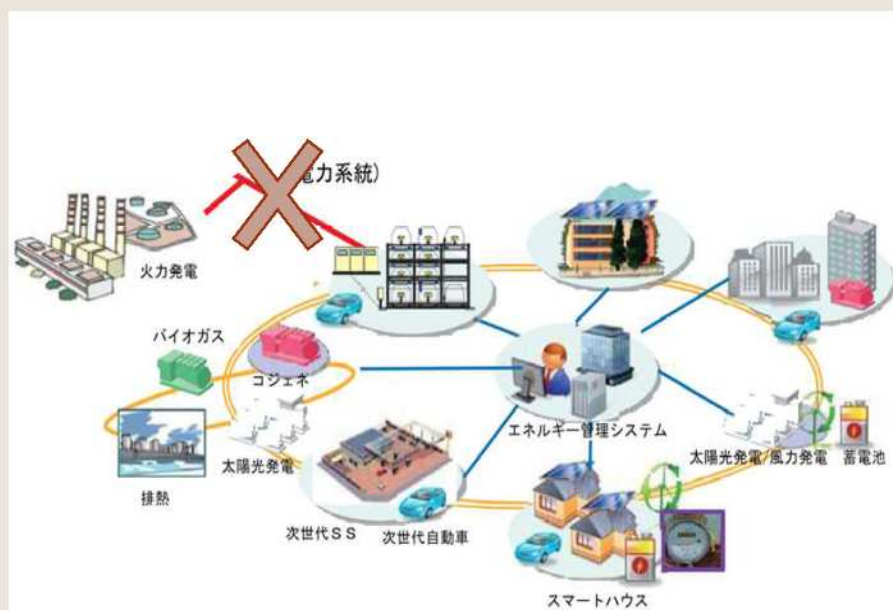 電力系統)
火力発電
バイオガス
コジェネ
エネルギー管理システム
太陽光発電
太陽光発電/風力発電
蓄電池
排熱
次世代ＳＳ
次世代自動車
スマートハウス